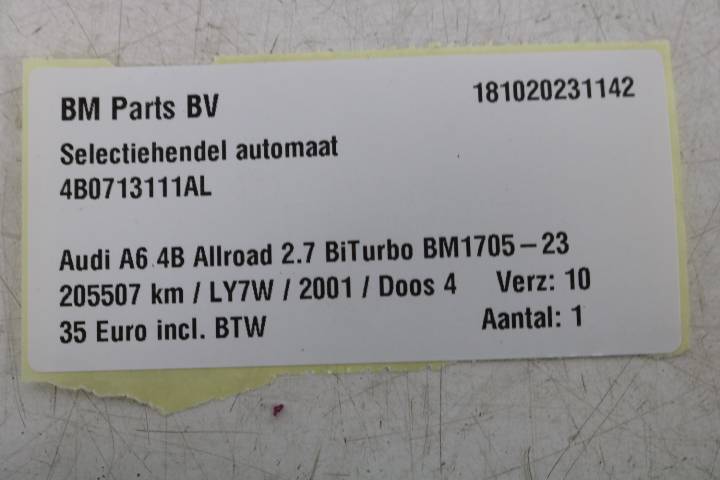 BM Parts BV 181020231142
Selectiehendel automaat
4B0713111AL
Audi A6 4B Allroad 2.7 BiTurbo BM1705-23
205507 km / LY7W / 2001 / Doos 4 Verz: 10
35 Euro incl. BTW Aantal: 1